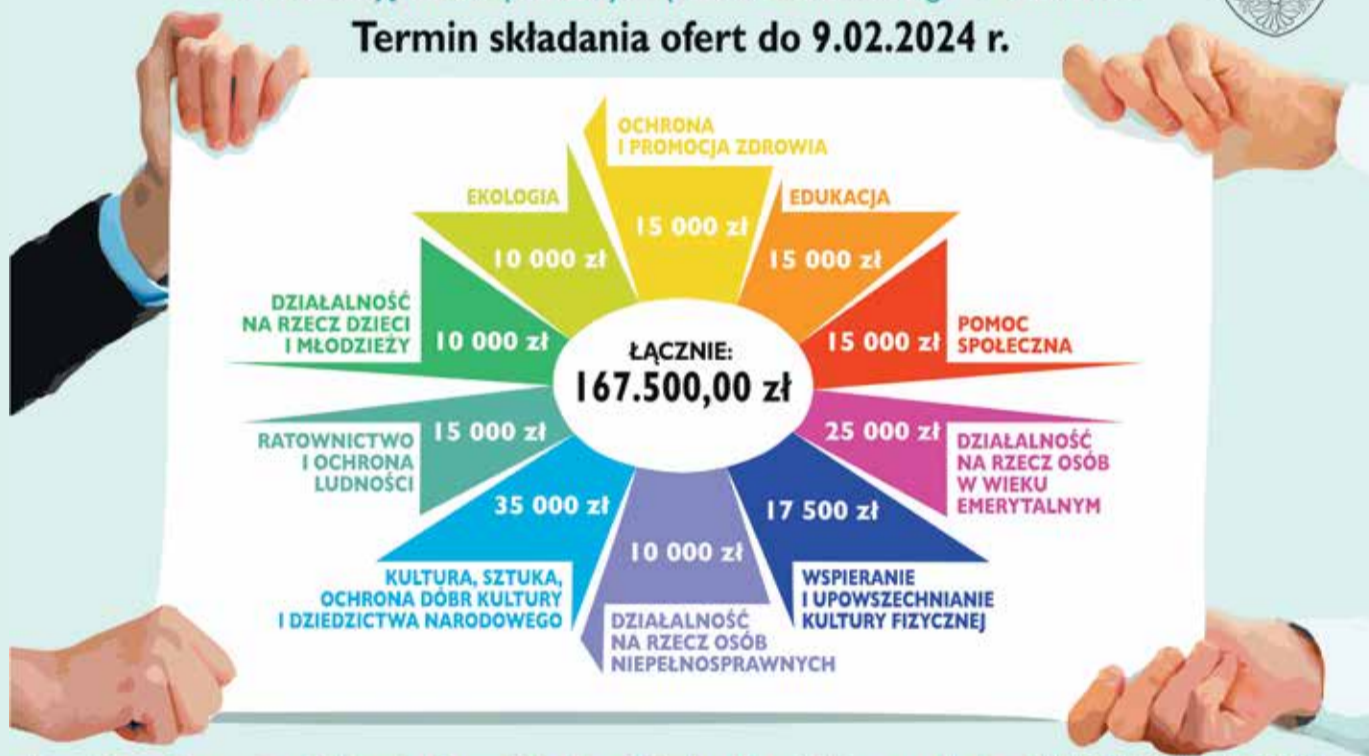 Termin składania ofert do 9.02.2024 r.
OCHRONA
I PROMOCJA ZDROWIA
15 000 zł
EKOLOGIA
10 000 zł
EDUKACJA
15 000 zł
DZIAŁALNOŚĆ
NA RZECZ DZIECI
I MŁODZIEŻY
10 000 zł
POMOC
SPOŁECZNA
15 000 zł
ŁĄCZNIE:
167.500,00 zł
RATOWNICTWO
I OCHRONA
LUDNOŚCI
15 000 zł
25 000 zł
DZIAŁALNOŚĆ
NA RZECZ OSÓB
W WIEKU
EMERYTALNYM
35 000 zł
KULTURA, SZTUKA,
OCHRONA DÓBR KULTURY
I DZIEDZICTWA NARODOWEGO
10 000 zł
DZIAŁALNOŚĆ
NA RZECZ OSÓB
NIEPEŁNOSPRAWNYCH
17 500 zł
WSPIERANIE
I UPOWSZECHNIANIE
KULTURY FIZYCZNEJ